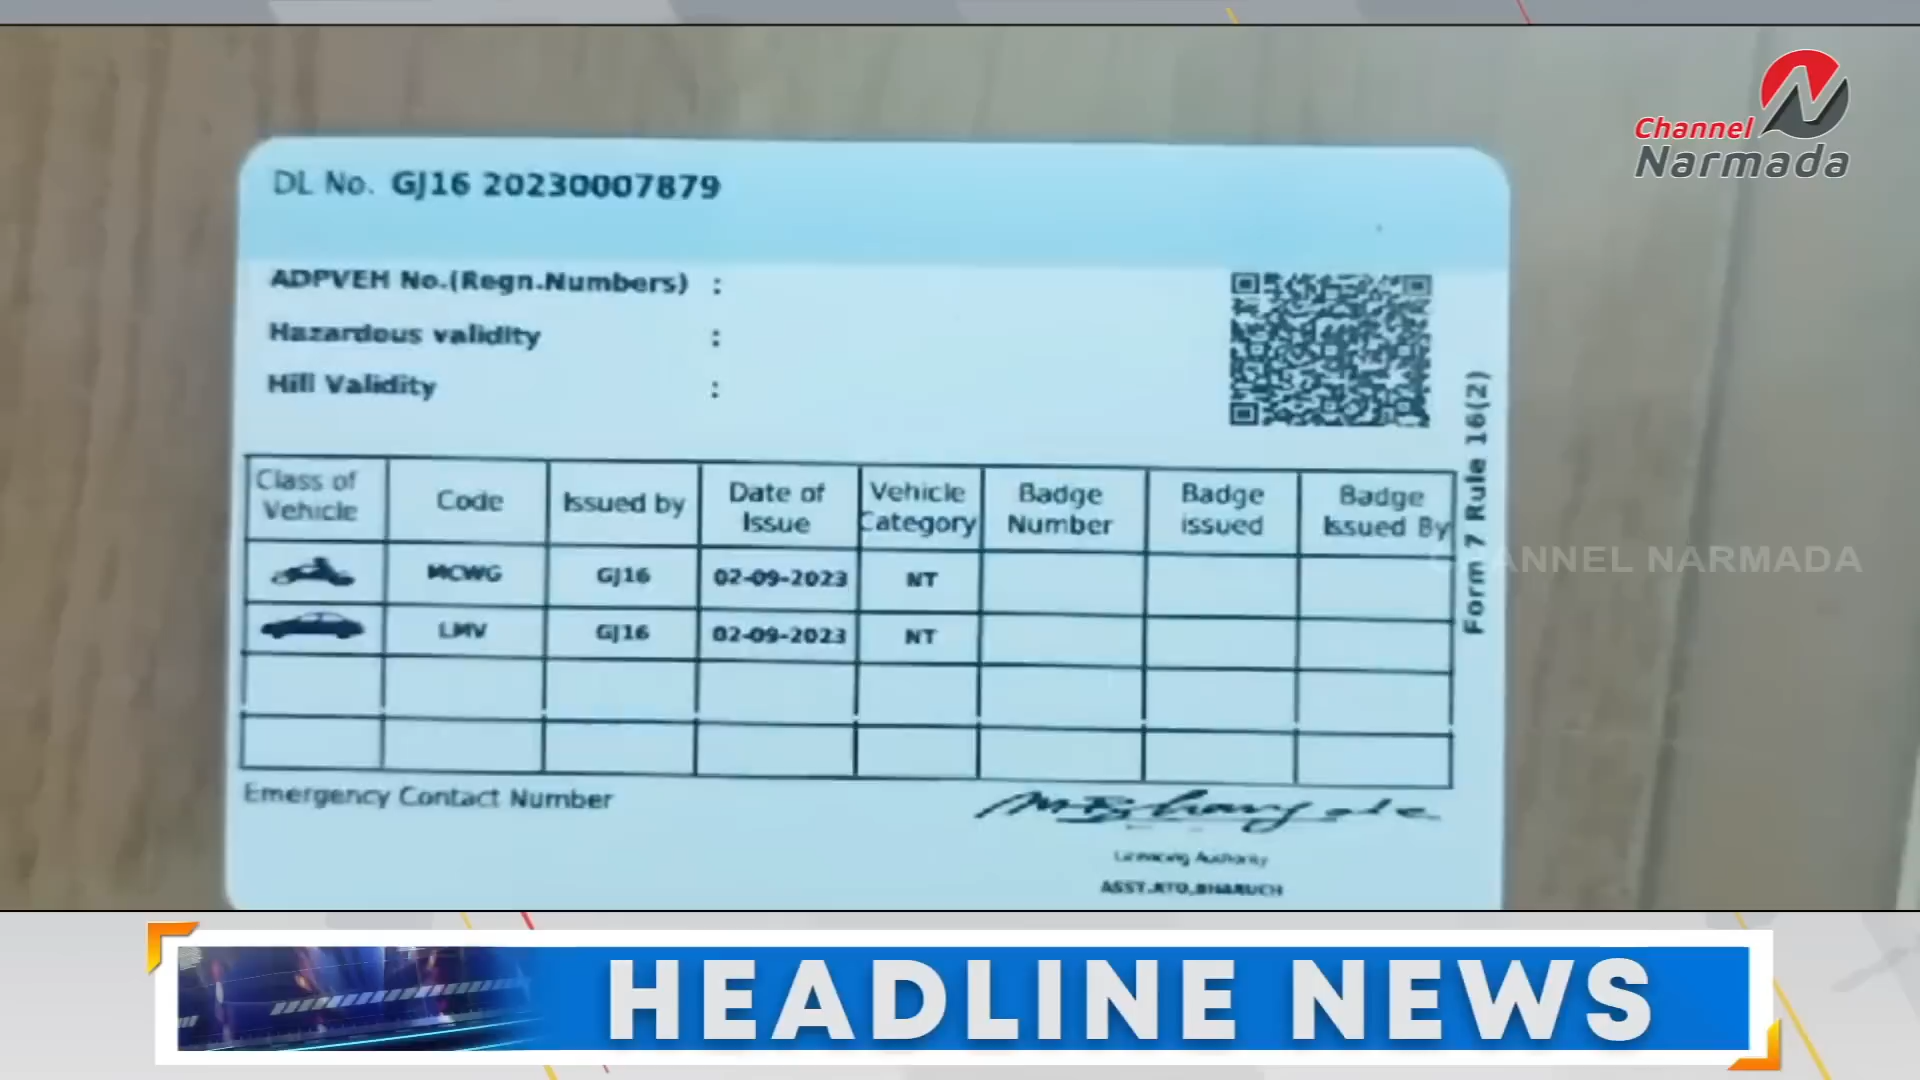 Channel
Narmada
DL No. GJ16 20230007879
ADPVEH No.(Regn.Numbers) :
Hazardous validity :
Hill Validity :
Form 7 Rule 16(2)
Class of Vehicle Code Issued by Date of Issue Vehicle Category Badge Number Badge issued Badge Issued By
MCWG GJ16 02-09-2023 NT
LMV GJ16 02-09-2023 NT
CHANNEL NARMADA
Emergency Contact Number
Licencing Authority
ASST.RTO,BHARUCH
HEADLINE NEWS